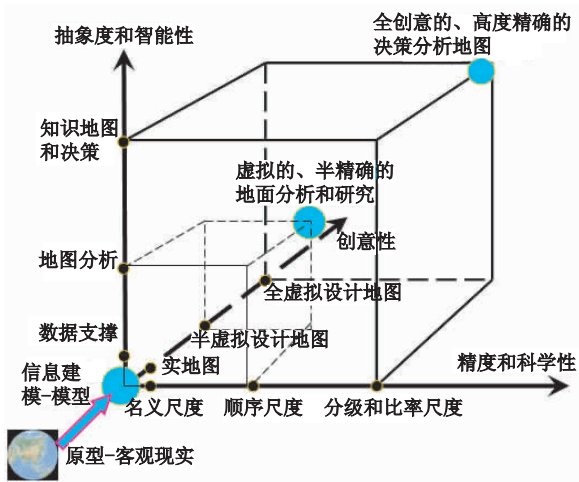 抽象度和智能性
全创意的、高度精确的
决策分析地图
知识地图
和决策
虚拟的、半精确的
地面分析和研究
创意性
地图分析
全虚拟设计地图
数据支撑
半虚拟设计地图
实地图
精度和科学性
信息建
模-模型
名义尺度
顺序尺度
分级和比率尺度
原型-客观现实